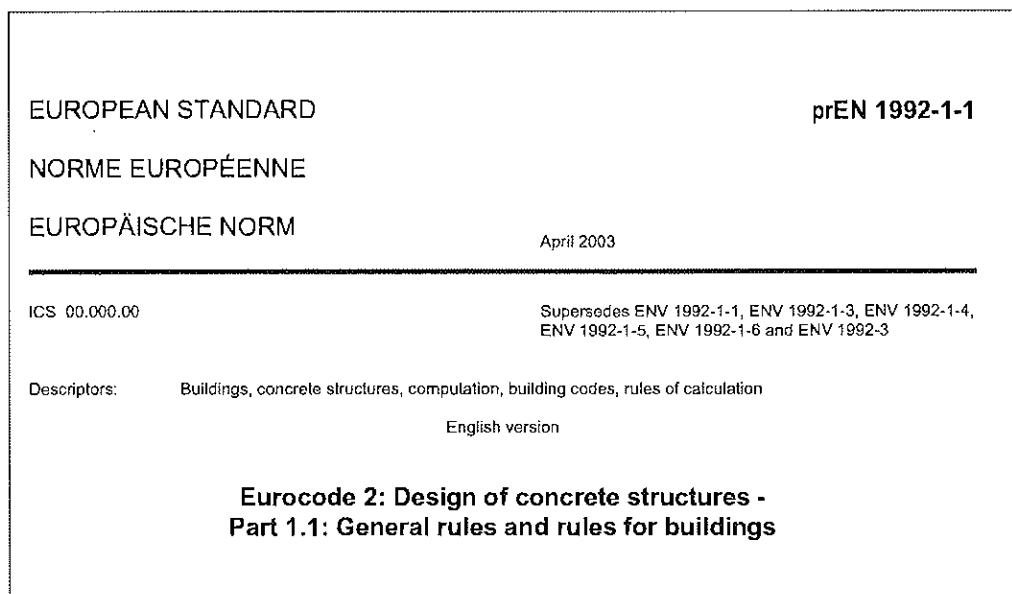 EUROPEAN STANDARD
prEN 1992-1-1
NORME EUROPÉENNE
EUROPÄISCHE NORM
April 2003
ICS 00.000.00
Supersedes ENV 1992-1-1, ENV 1992-1-3, ENV 1992-1-4,
ENV 1992-1-5, ENV 1992-1-6 and ENV 1992-3
Descriptors: Buildings, concrete structures, computation, building codes, rules of calculation
English version
Eurocode 2: Design of concrete structures -
Part 1.1: General rules and rules for buildings